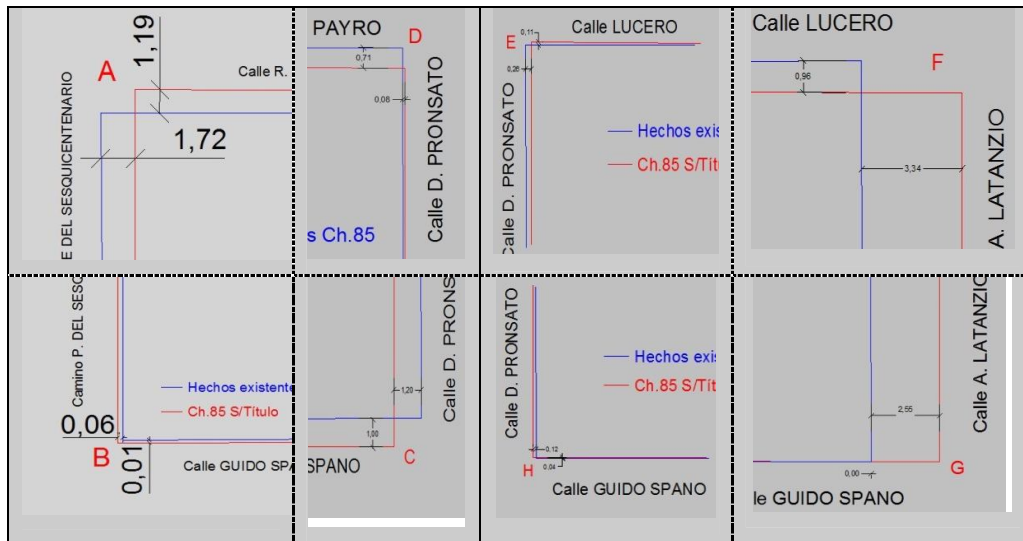 1,19
A
Calle R.
1,72
E DEL SESQUICENTENARIO
PAYRO
D
0,71
0,08
Calle D. PRONSATO
s Ch.85
Calle LUCERO
E
0,11
0,26
Calle D. PRONSATO
Hechos exis
Ch.85 S/Títu
Calle LUCERO
F
0,96
3,34
A. LATANZIO
Camino P. DEL SESQ
Hechos existente
Ch.85 S/Título
0,06
B
0,01
Calle GUIDO SPA
Calle D. PRONS
1,20
1,00
C
SPANO
Calle D. PRONSATO
Hechos exis
Ch.85 S/Tít
0,12
0,04
H
Calle GUIDO SPANO
Calle A. LATANZIO
2,55
0,00
G
le GUIDO SPANO